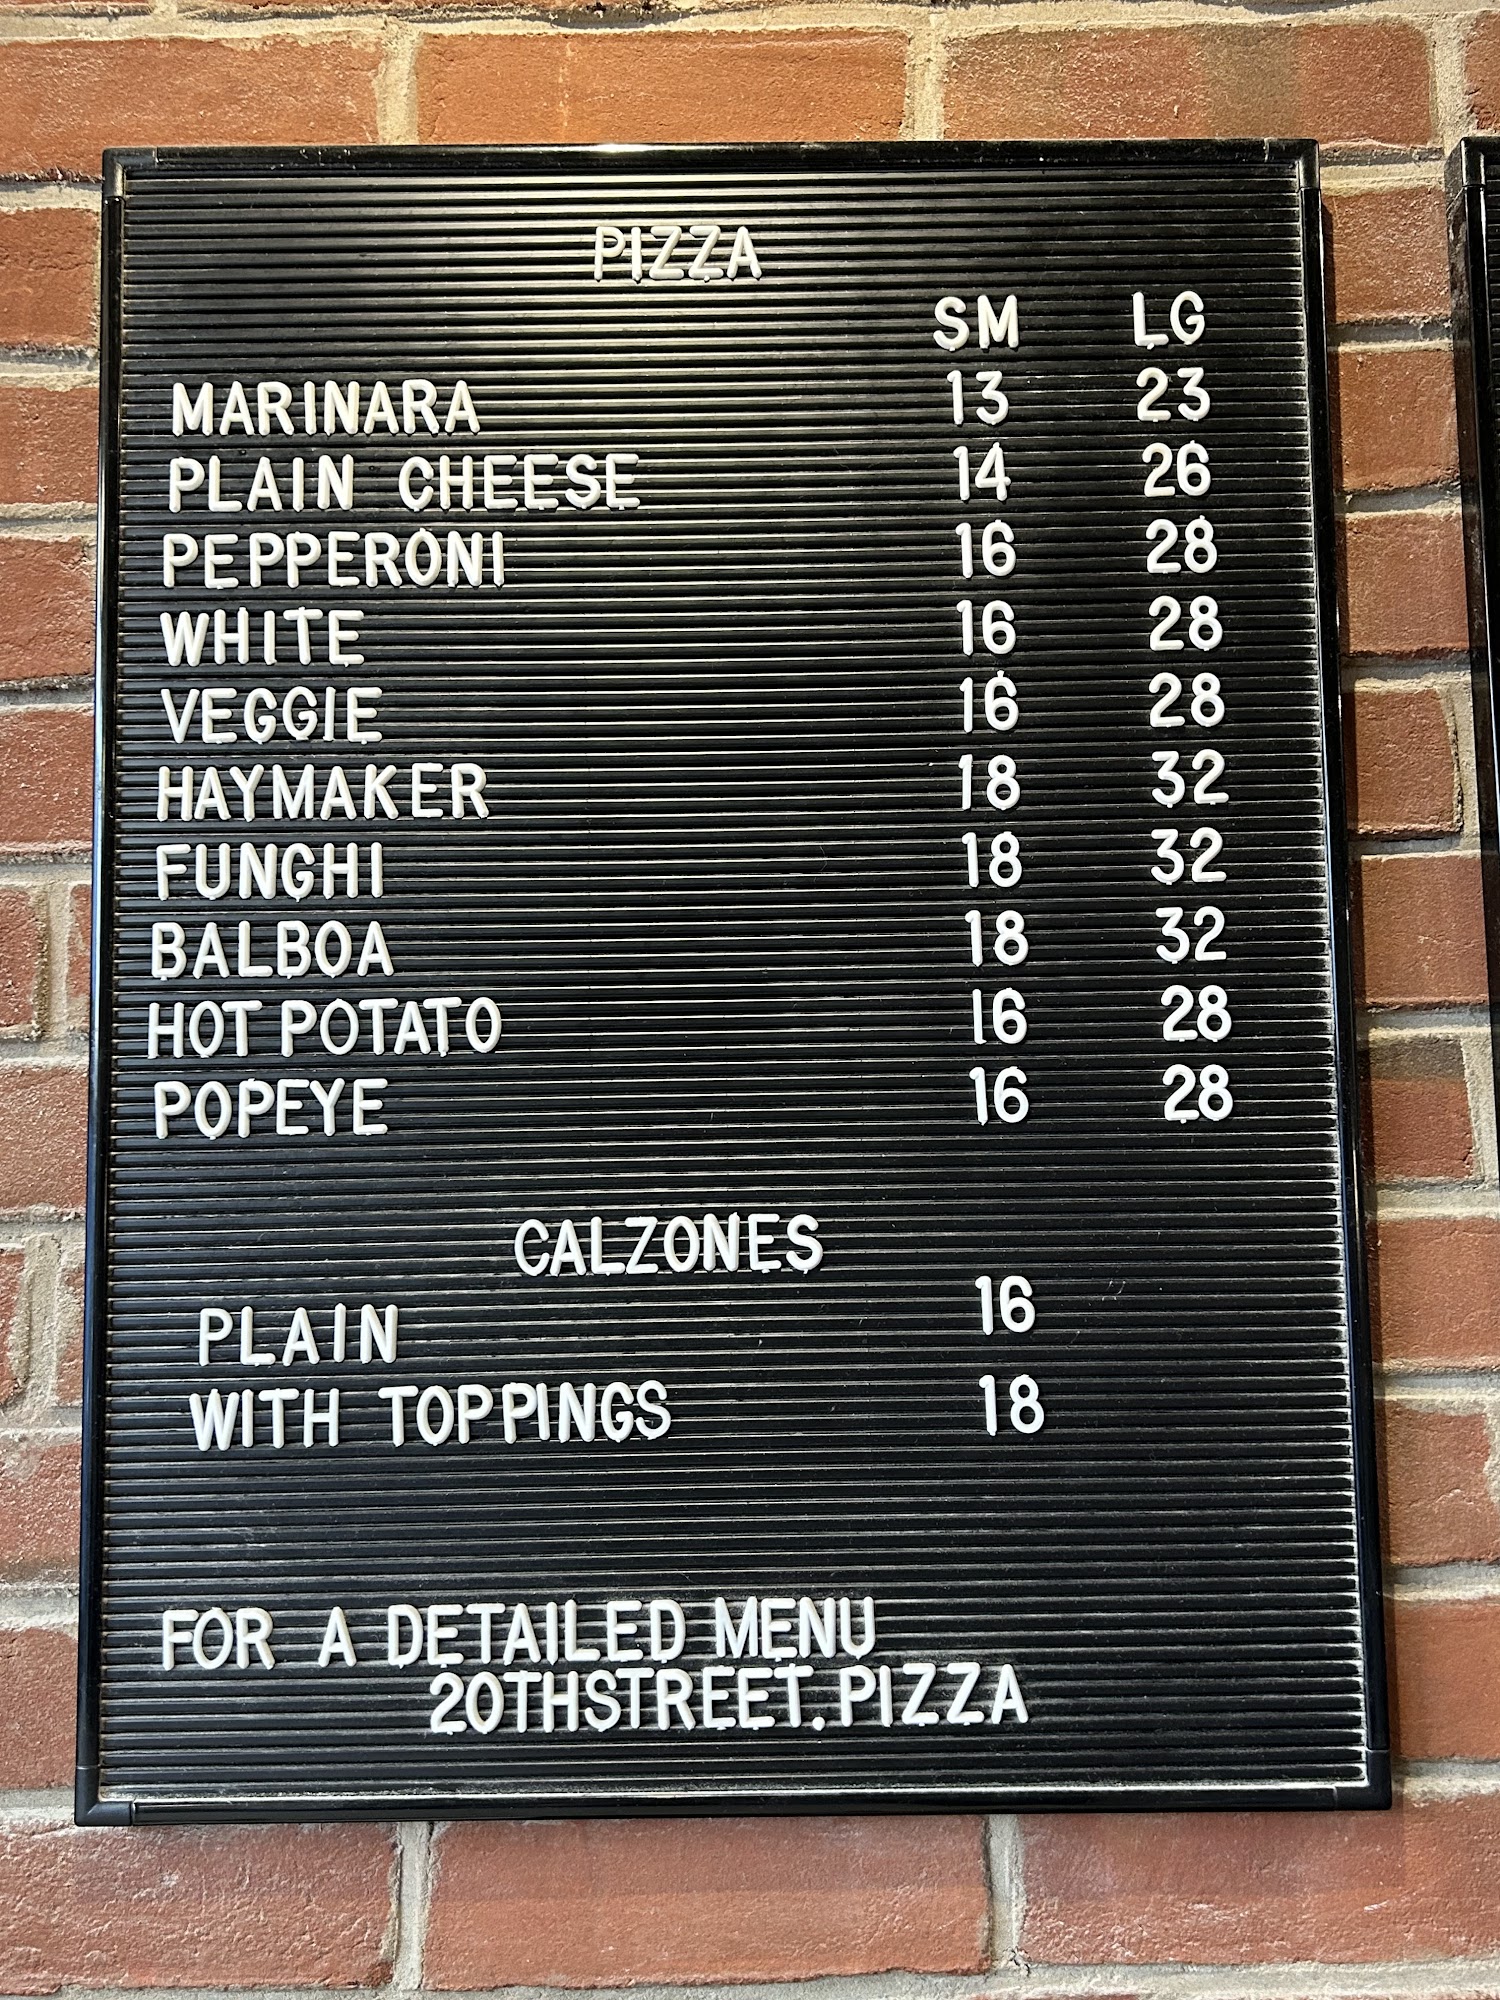 PIZZA
SM LG
MARINARA 13 23
PLAIN CHEESE 14 26
PEPPERONI 16 28
WHITE 16 28
VEGGIE 16 28
HAYMAKER 18 32
FUNGHI 18 32
BALBOA 18 32
HOT POTATO 16 28
POPEYE 16 28
CALZONES
PLAIN 16
WITH TOPPINGS 18
FOR A DETAILED MENU
20THSTREET.PIZZA